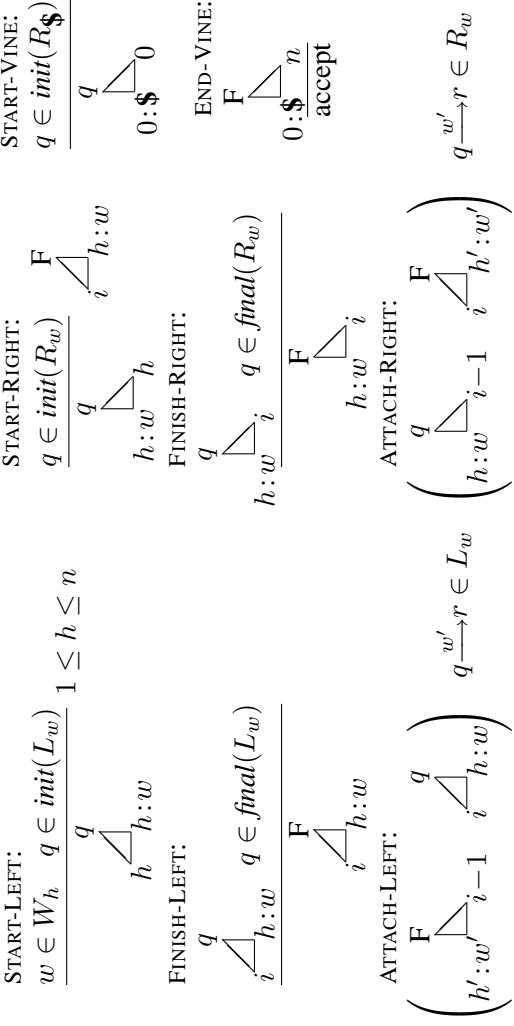 START-LEFT:
w ∈ W_h q ∈ init(L_w)
1 ≤ h ≤ n
q
h h : w
START-RIGHT:
q ∈ init(R_w)
F
i h : w
q
h : w h
START-VINE:
q ∈ init(R_$)
q
0 : $ 0
FINISH-LEFT:
q
i h : w
q ∈ final(L_w)
F
i h : w
FINISH-RIGHT:
q
h : w i
q ∈ final(R_w)
F
h : w i
END-VINE:
F
0 : $ n
accept
ATTACH-LEFT:
F q
( h′ : w′ i−1 i h : w )
q —w′→ r ∈ L_w
ATTACH-RIGHT:
q F
( h : w i−1 i h′ : w′ )
q —w′→ r ∈ R_w